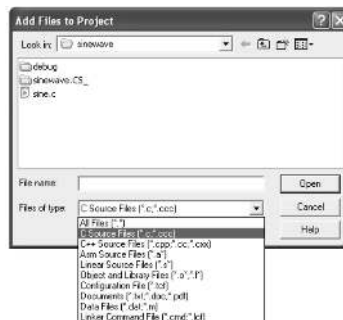 Add Files to Project
Look in: sinewave
debug
sinewave.CS_
sine.c
File name:
Open
Files of type: C Source Files (*.c;*.ccc)
Cancel
Help
All Files (*.*)
C Source Files (*.c;*.ccc)
C++ Source Files (*.cpp;*.cc;*.cxx)
Asm Source Files (*.a*)
Linear Source Files (*.s*)
Object and Library Files (*.o*;*.l*)
Configuration File (*.tcf)
Documents (*.txt;*.doc;*.pdf)
Data Files (*.dat;*.m)
Linker Command File (*.cmd;*.lcf)